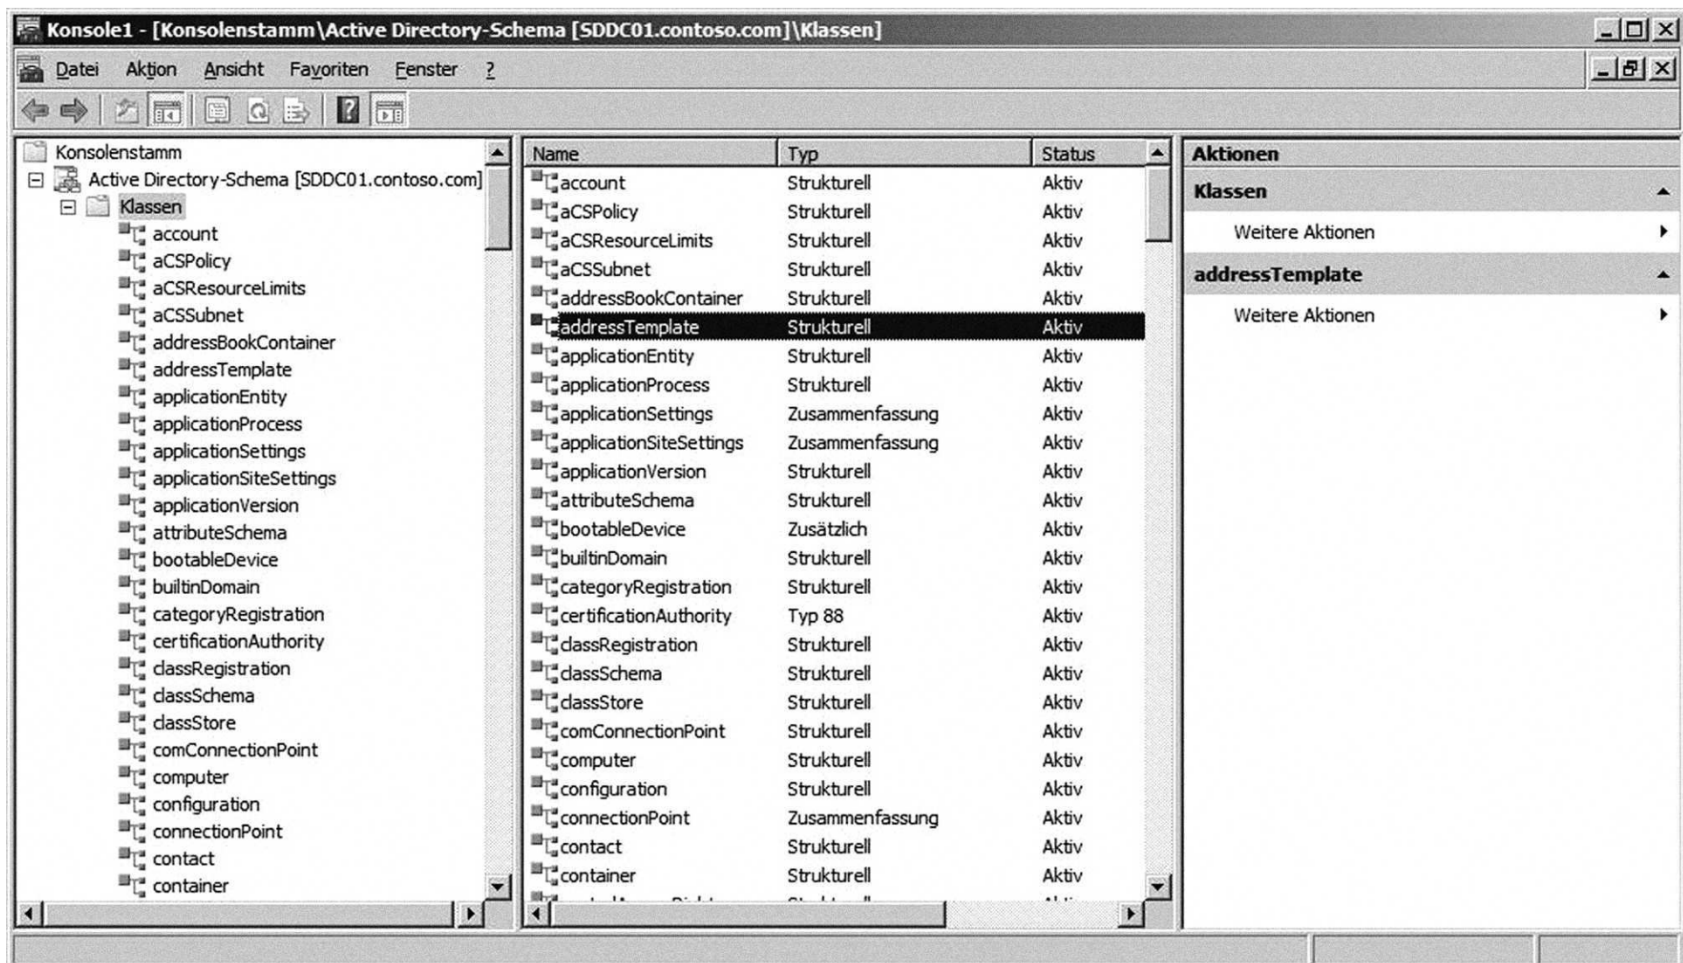 Konsole1 - [Konsolenstamm\Active Directory-Schema [SDDC01.contoso.com]\Klassen]
Datei Aktion Ansicht Favoriten Fenster ?
Konsolenstamm
Active Directory-Schema [SDDC01.contoso.com]
Klassen
account
aCSPolicy
aCSResourceLimits
aCSSubnet
addressBookContainer
addressTemplate
applicationEntity
applicationProcess
applicationSettings
applicationSiteSettings
applicationVersion
attributeSchema
bootableDevice
builtinDomain
categoryRegistration
certificationAuthority
classRegistration
classSchema
classStore
comConnectionPoint
computer
configuration
connectionPoint
contact
container
Name Typ Status
account Strukturell Aktiv
aCSPolicy Strukturell Aktiv
aCSResourceLimits Strukturell Aktiv
aCSSubnet Strukturell Aktiv
addressBookContainer Strukturell Aktiv
addressTemplate Strukturell Aktiv
applicationEntity Strukturell Aktiv
applicationProcess Strukturell Aktiv
applicationSettings Zusammenfassung Aktiv
applicationSiteSettings Zusammenfassung Aktiv
applicationVersion Strukturell Aktiv
attributeSchema Strukturell Aktiv
bootableDevice Zusätzlich Aktiv
builtinDomain Strukturell Aktiv
categoryRegistration Strukturell Aktiv
certificationAuthority Typ 88 Aktiv
classRegistration Strukturell Aktiv
classSchema Strukturell Aktiv
classStore Strukturell Aktiv
comConnectionPoint Strukturell Aktiv
computer Strukturell Aktiv
configuration Strukturell Aktiv
connectionPoint Zusammenfassung Aktiv
contact Strukturell Aktiv
container Strukturell Aktiv
Aktionen
Klassen
Weitere Aktionen
addressTemplate
Weitere Aktionen